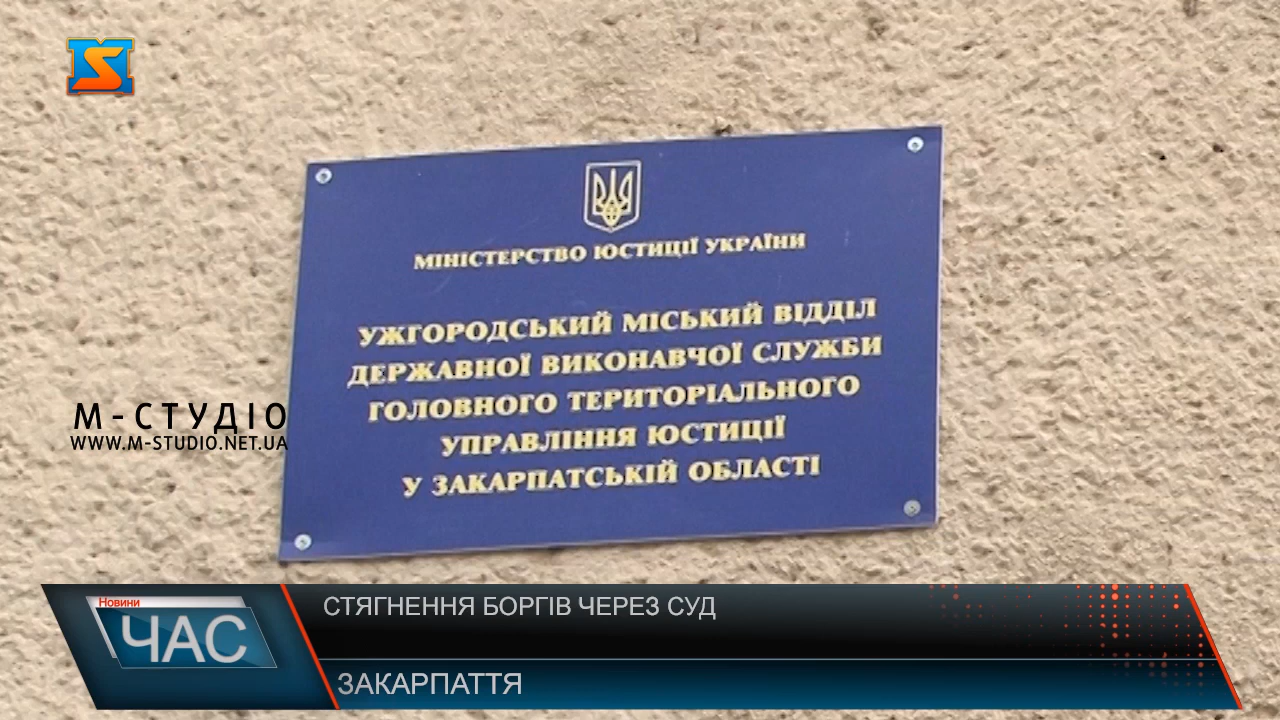 МІНІСТЕРСТВО ЮСТИЦІЇ УКРАЇНИ
УЖГОРОДСЬКИЙ МІСЬКИЙ ВІДДІЛ
ДЕРЖАВНОЇ ВИКОНАВЧОЇ СЛУЖБИ
ГОЛОВНОГО ТЕРИТОРІАЛЬНОГО
УПРАВЛІННЯ ЮСТИЦІЇ
У ЗАКАРПАТСЬКІЙ ОБЛАСТІ
М-СТУДІО
WWW.M-STUDIO.NET.UA
Новини
ЧАС
СТЯГНЕННЯ БОРГІВ ЧЕРЕЗ СУД
ЗАКАРПАТТЯ